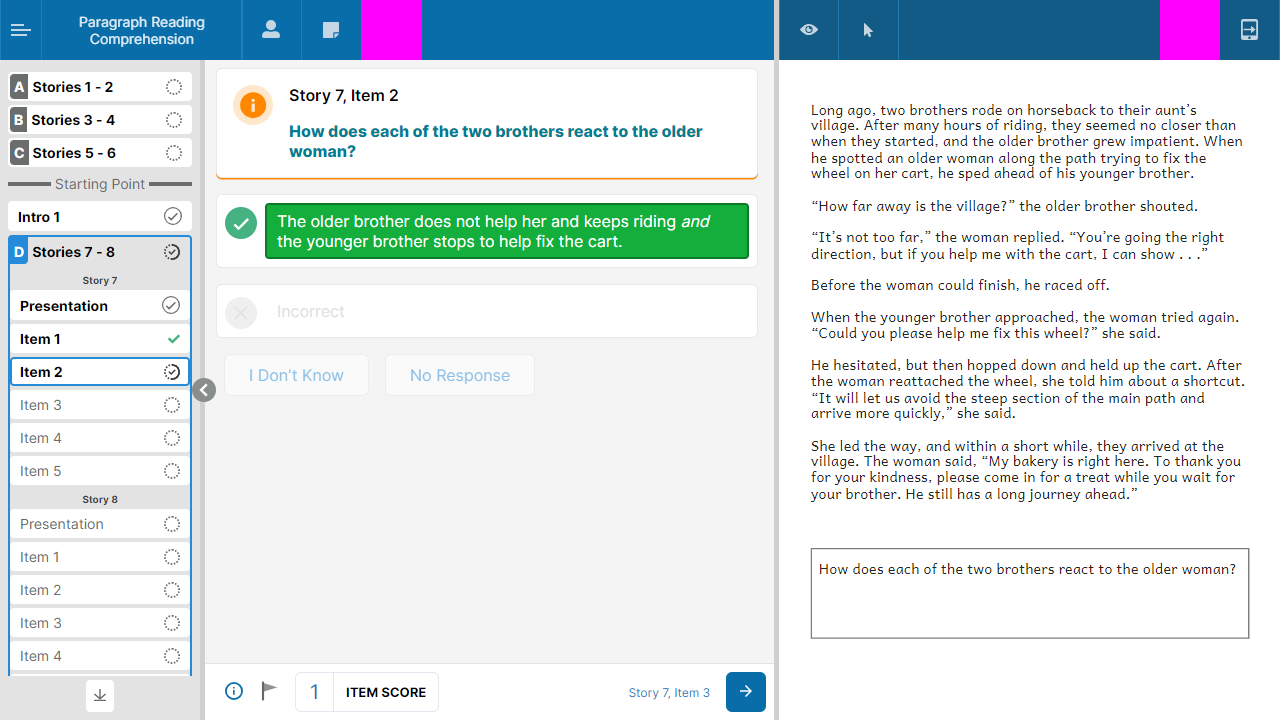 Paragraph Reading
Comprehension
A Stories 1 - 2
B Stories 3 - 4
C Stories 5 - 6
Starting Point
Intro 1
D Stories 7 - 8
Story 7
Presentation
Item 1
Item 2
Item 3
Item 4
Item 5
Story 8
Presentation
Item 1
Item 2
Item 3
Item 4
Story 7, Item 2
How does each of the two brothers react to the older
woman?
The older brother does not help her and keeps riding and
the younger brother stops to help fix the cart.
Incorrect
I Don't Know
No Response
1 ITEM SCORE
Story 7, Item 3
Long ago, two brothers rode on horseback to their aunt's
village. After many hours of riding, they seemed no closer than
when they started, and the older brother grew impatient. When
he spotted an older woman along the path trying to fix the
wheel on her cart, he sped ahead of his younger brother.
“How far away is the village?” the older brother shouted.
“It's not too far,” the woman replied. “You're going the right
direction, but if you help me with the cart, I can show . . .”
Before the woman could finish, he raced off.
When the younger brother approached, the woman tried again.
“Could you please help me fix this wheel?” she said.
He hesitated, but then hopped down and held up the cart. After
the woman reattached the wheel, she told him about a shortcut.
“It will let us avoid the steep section of the main path and
arrive more quickly,” she said.
She led the way, and within a short while, they arrived at the
village. The woman said, “My bakery is right here. To thank you
for your kindness, please come in for a treat while you wait for
your brother. He still has a long journey ahead.”
How does each of the two brothers react to the older woman?